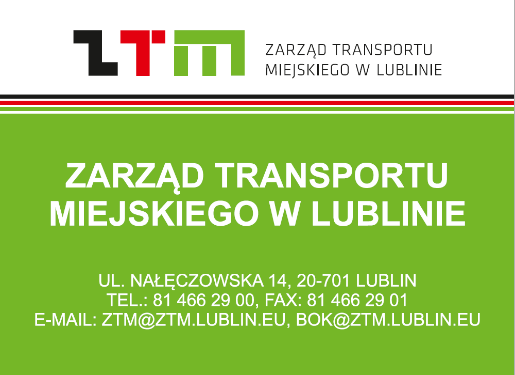 ZTM
ZARZĄD TRANSPORTU
MIEJSKIEGO W LUBLINIE
ZARZĄD TRANSPORTU
MIEJSKIEGO W LUBLINIE
UL. NAŁĘCZOWSKA 14, 20-701 LUBLIN
TEL.: 81 466 29 00, FAX: 81 466 29 01
E-MAIL: ZTM@ZTM.LUBLIN.EU, BOK@ZTM.LUBLIN.EU